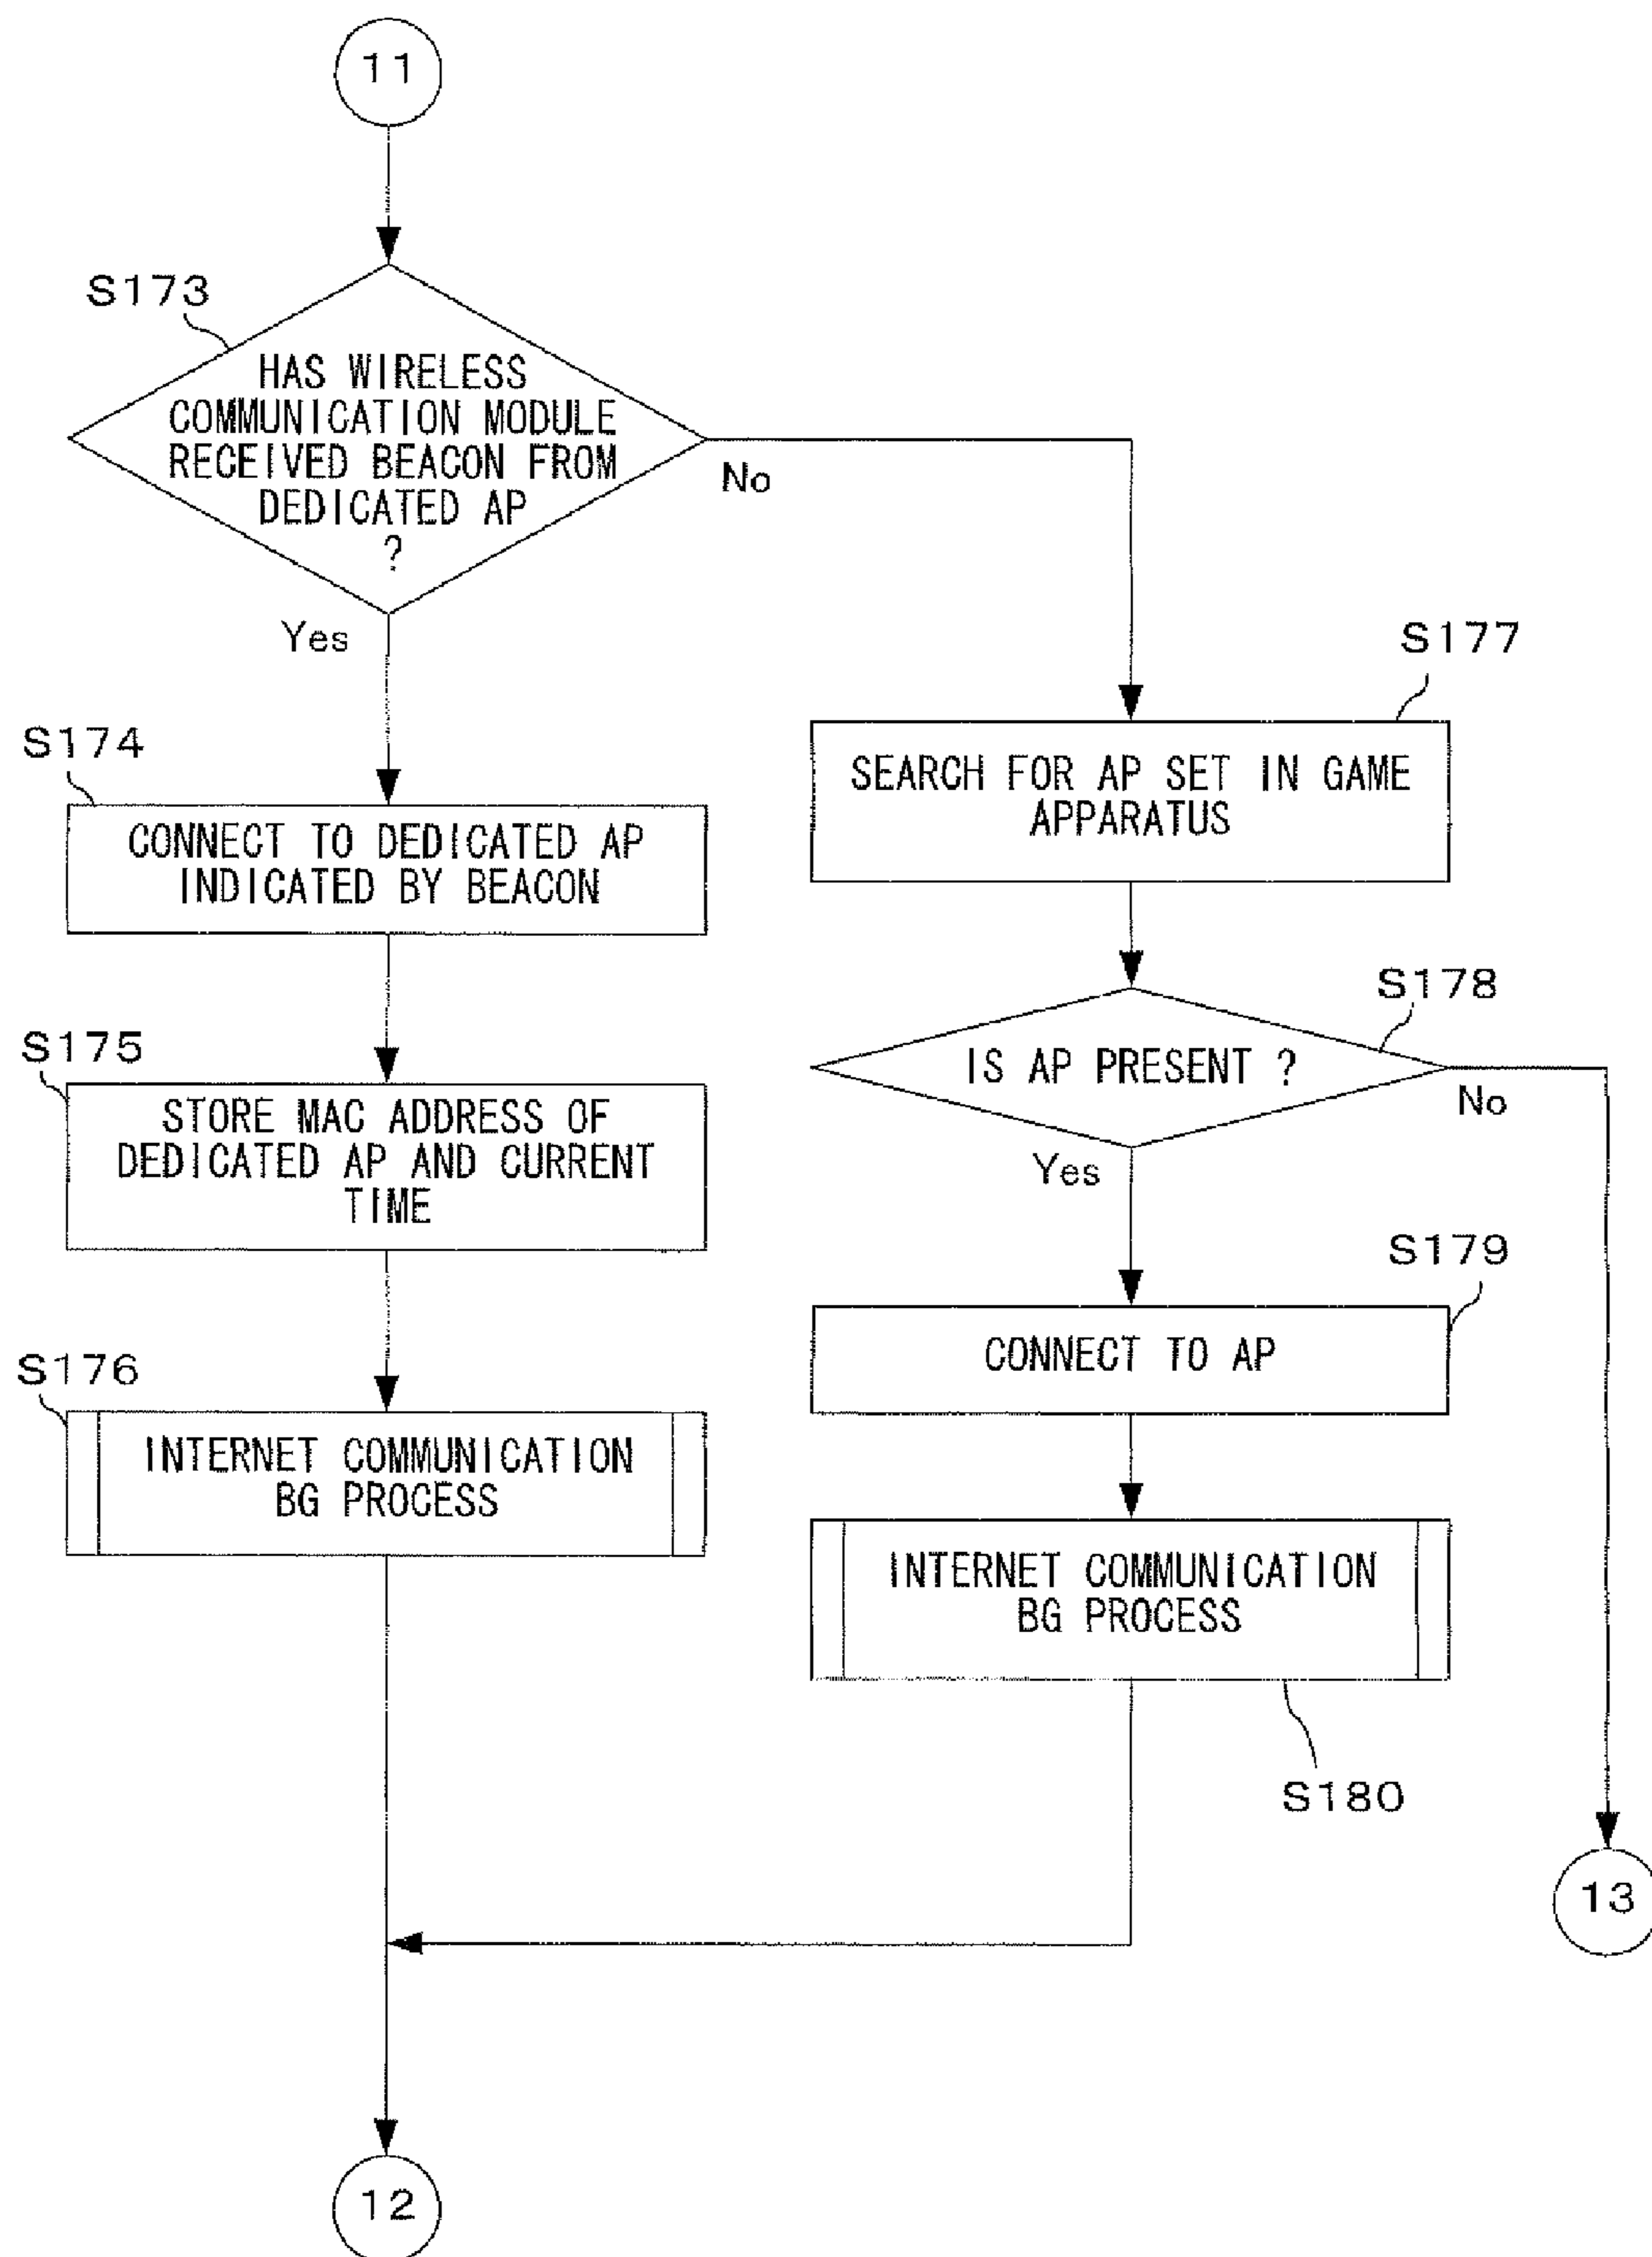 11
S173
HAS WIRELESS
COMMUNICATION MODULE
RECEIVED BEACON FROM
DEDICATED AP
?
No
Yes
S177
SEARCH FOR AP SET IN GAME
APPARATUS
S174
CONNECT TO DEDICATED AP
INDICATED BY BEACON
S178
IS AP PRESENT ?
No
Yes
S175
STORE MAC ADDRESS OF
DEDICATED AP AND CURRENT
TIME
S179
CONNECT TO AP
S176
INTERNET COMMUNICATION
BG PROCESS
INTERNET COMMUNICATION
BG PROCESS
S180
13
12